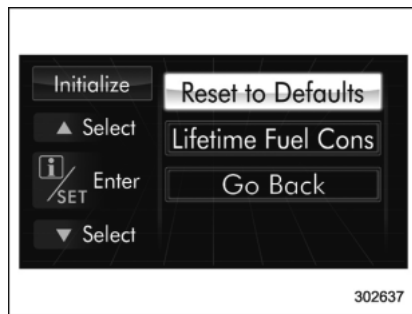 Initialize
Reset to Defaults
▲ Select
Lifetime Fuel Cons
i/SET Enter
Go Back
▼ Select
302637